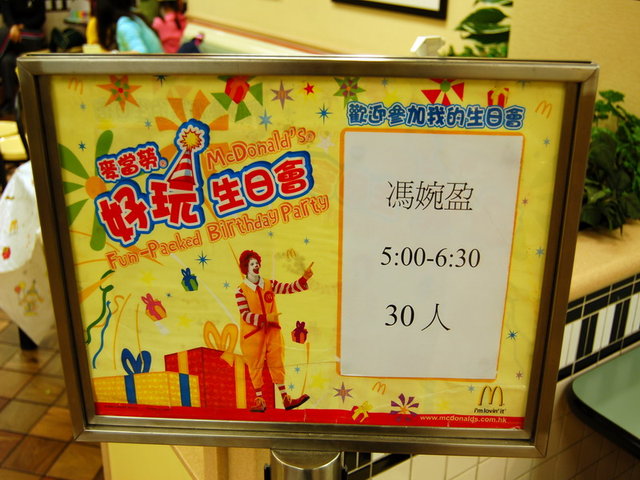 麥當勞
McDonald's®
好玩生日會
Fun-Packed Birthday Party
歡迎參加我的生日會
馮婉盈
5:00-6:30
30 人
i'm lovin' it
www.mcdonalds.com.hk